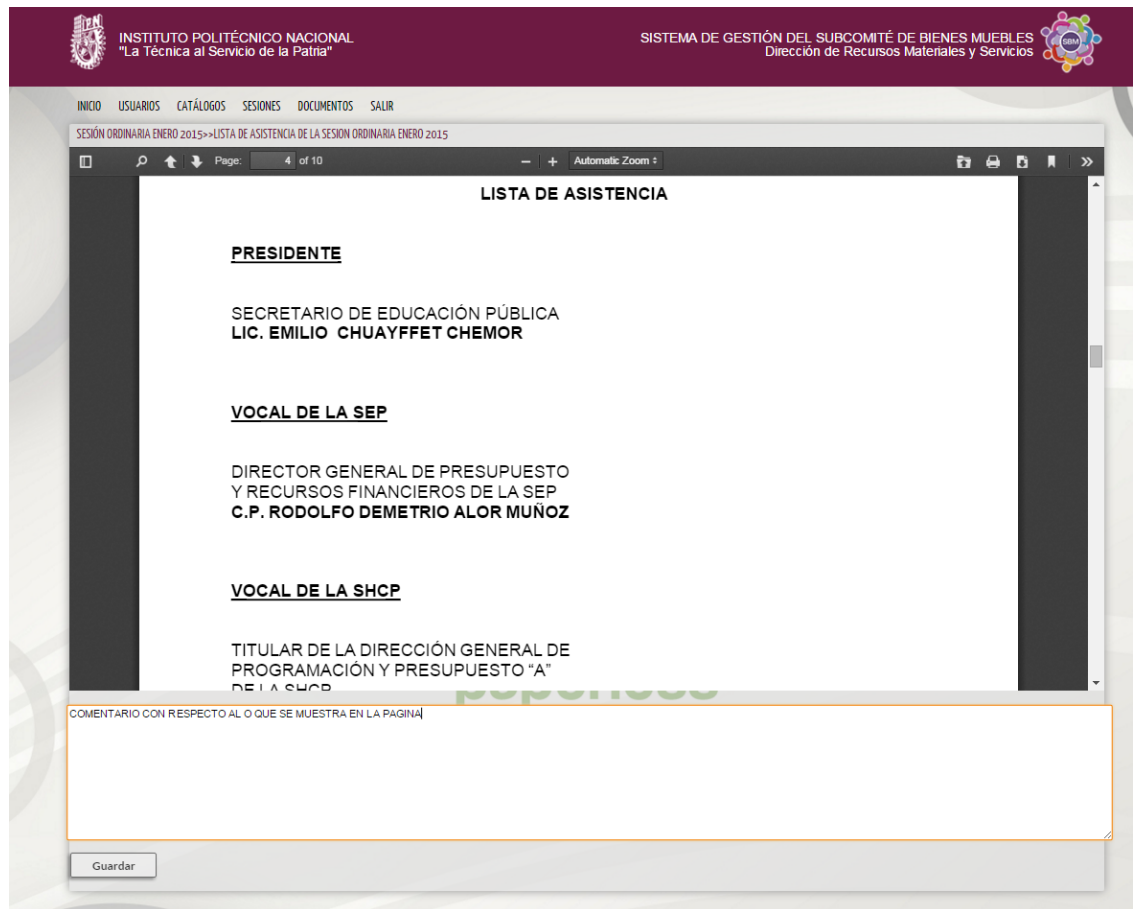 INSTITUTO POLITÉCNICO NACIONAL
"La Técnica al Servicio de la Patria"
SISTEMA DE GESTIÓN DEL SUBCOMITÉ DE BIENES MUEBLES
Dirección de Recursos Materiales y Servicios
SBM
INICIO USUARIOS CATÁLOGOS SESIONES DOCUMENTOS SALIR
SESIÓN ORDINARIA ENERO 2015>>LISTA DE ASISTENCIA DE LA SESION ORDINARIA ENERO 2015
Page: 4 of 10 Automatic Zoom
LISTA DE ASISTENCIA
PRESIDENTE
SECRETARIO DE EDUCACIÓN PÚBLICA
LIC. EMILIO CHUAYFFET CHEMOR
VOCAL DE LA SEP
DIRECTOR GENERAL DE PRESUPUESTO
Y RECURSOS FINANCIEROS DE LA SEP
C.P. RODOLFO DEMETRIO ALOR MUÑOZ
VOCAL DE LA SHCP
TITULAR DE LA DIRECCIÓN GENERAL DE
PROGRAMACIÓN Y PRESUPUESTO “A”
DE LA SHCP
COMENTARIO CON RESPECTO AL O QUE SE MUESTRA EN LA PAGINA
Guardar